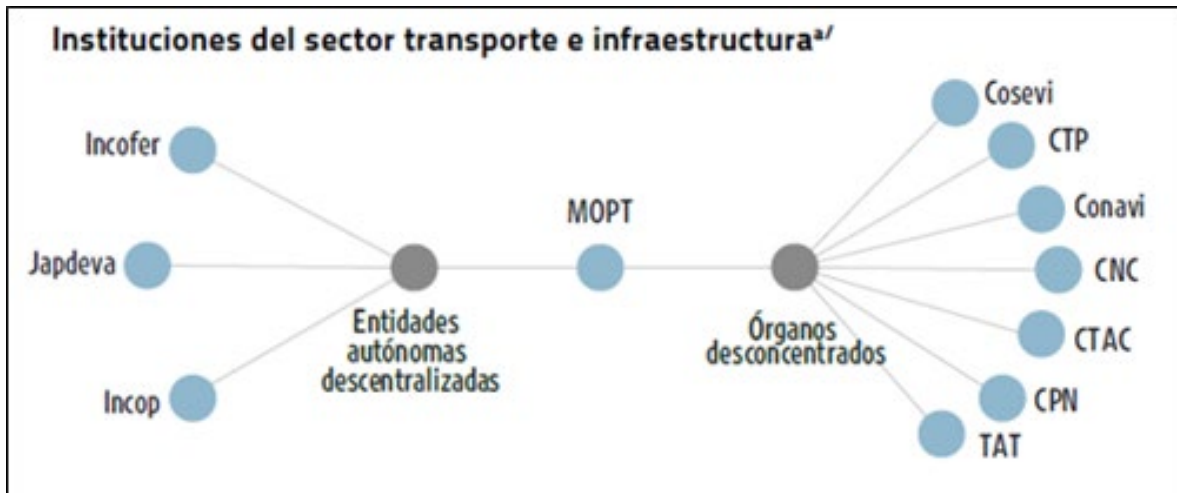 Instituciones del sector transporte e infraestructuraᵃ/
Incofer
Japdeva
Incop
Entidades
autónomas
descentralizadas
MOPT
Órganos
desconcentrados
Cosevi
CTP
Conavi
CNC
CTAC
CPN
TAT